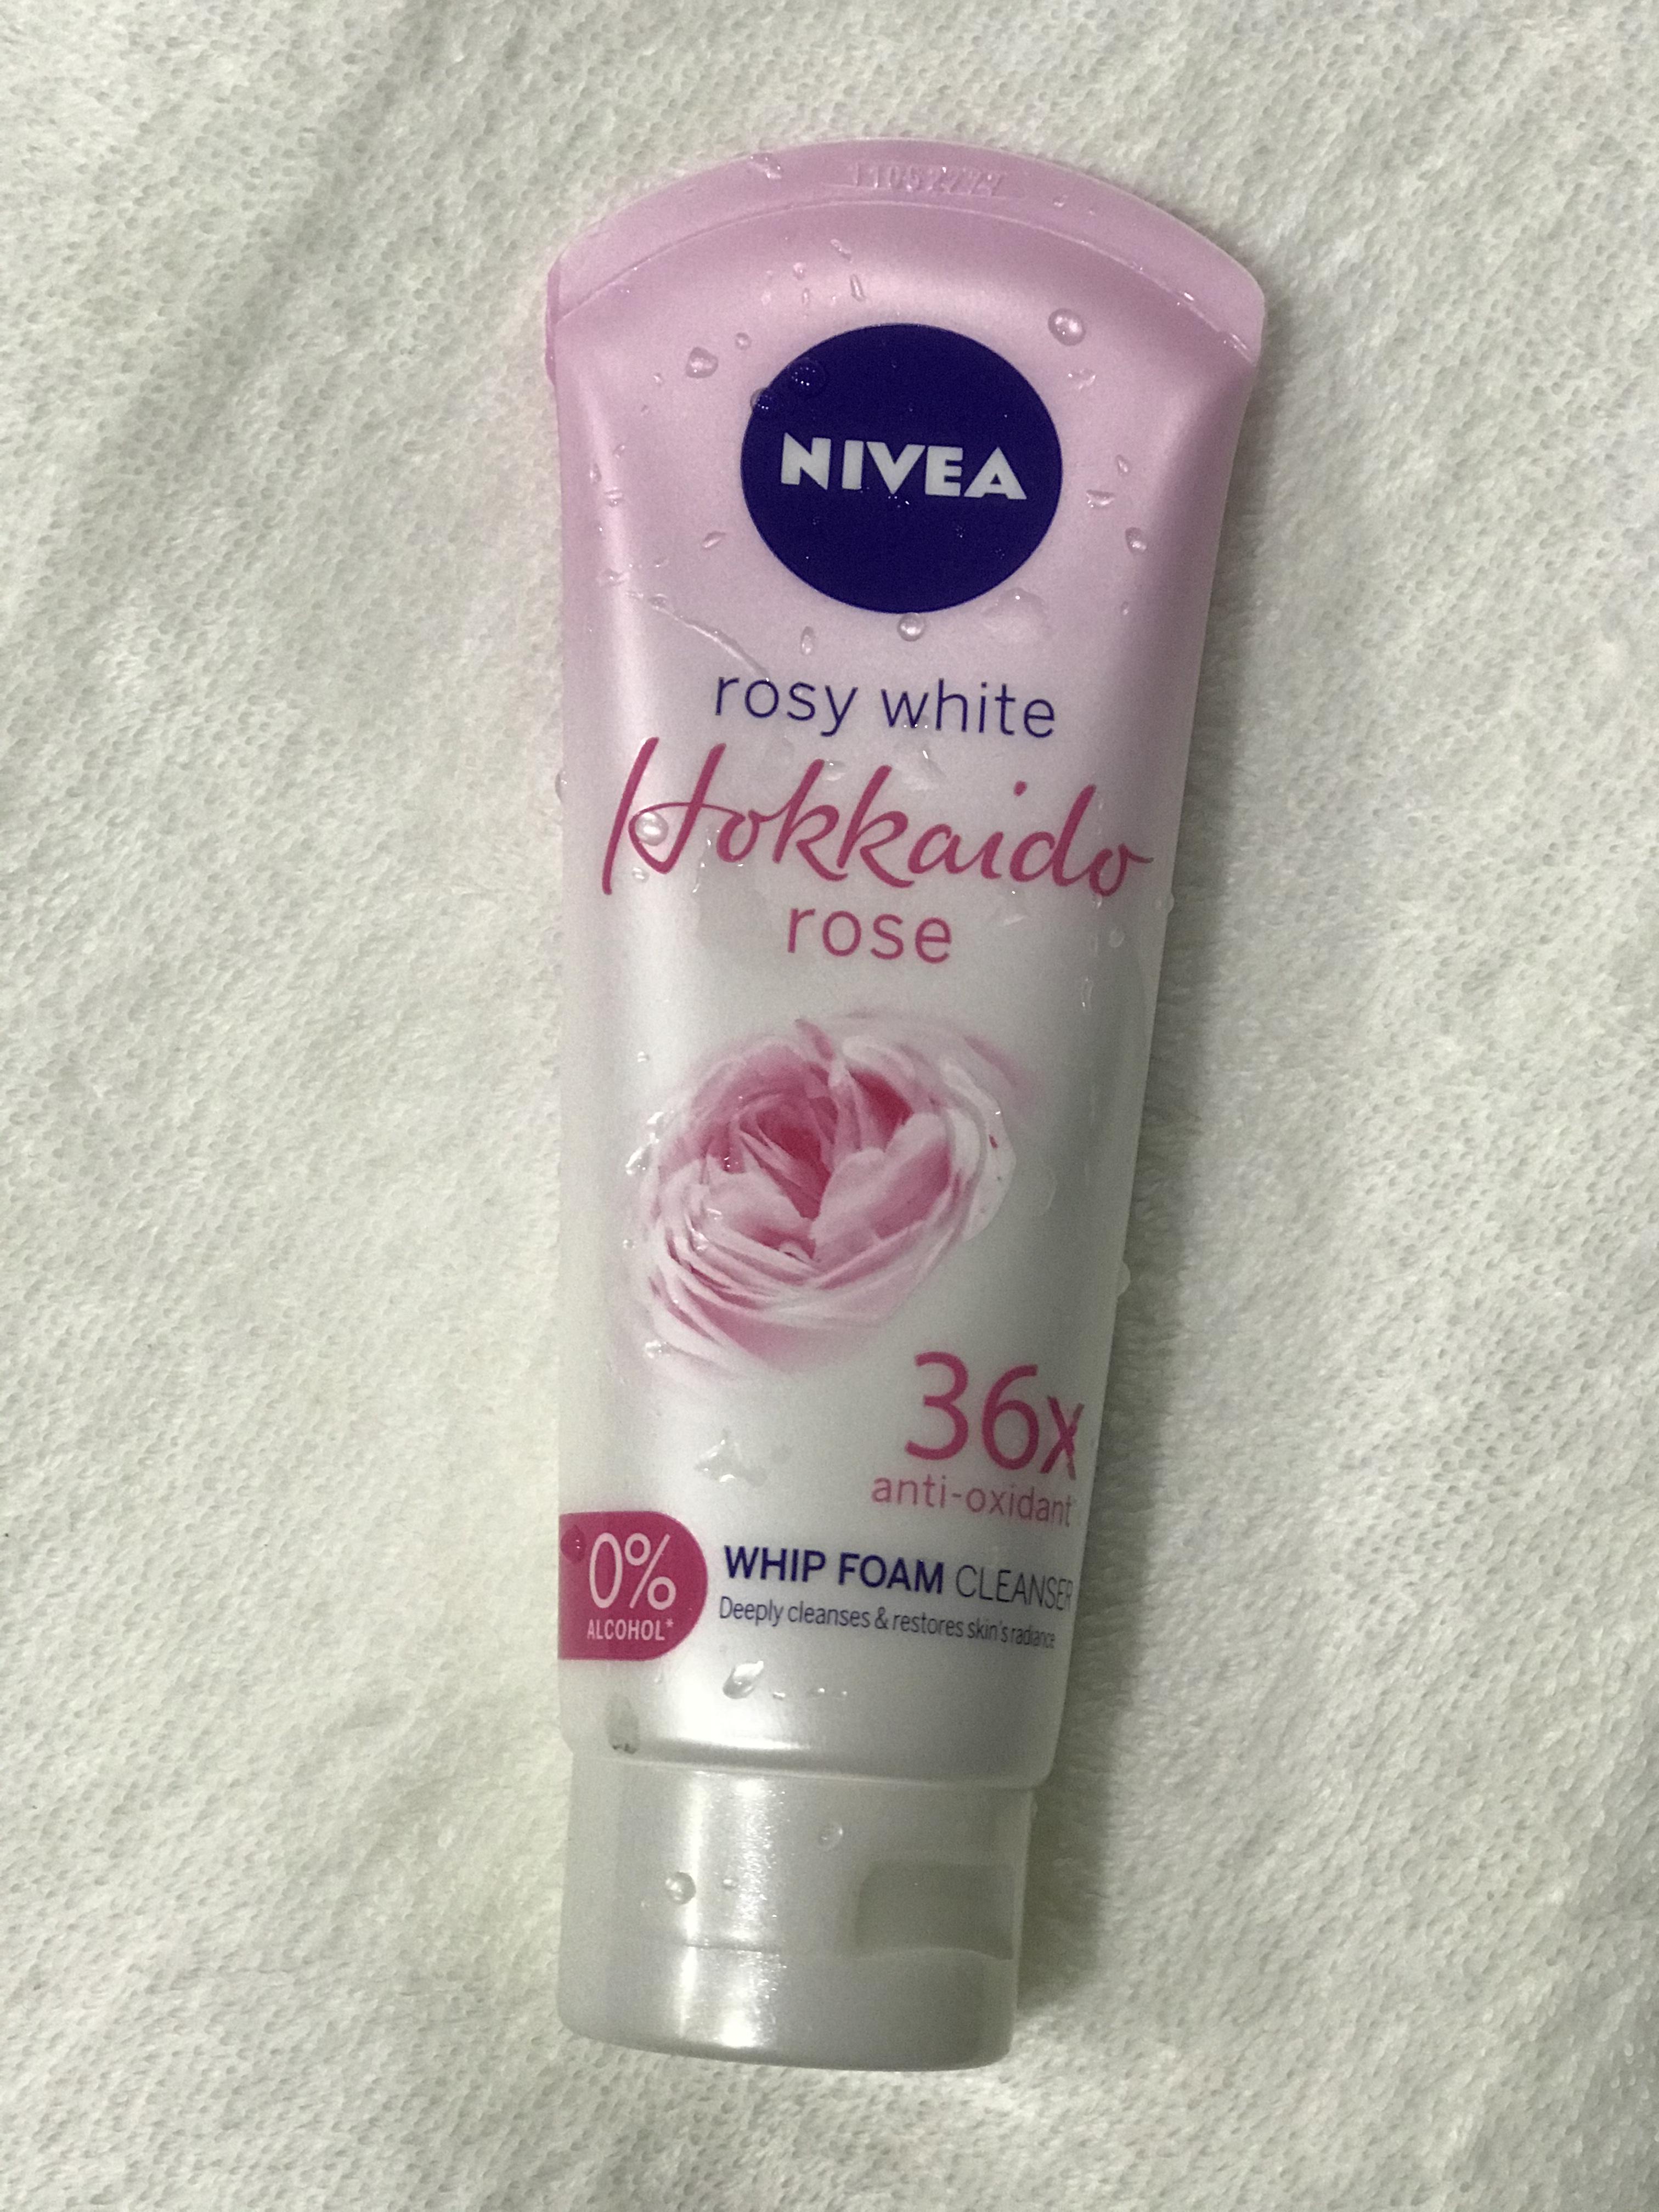 NIVEA
rosy white
Hokkaido
rose
36x
anti-oxidant
0%
ALCOHOL*
WHIP FOAM CLEANSER
Deeply cleanses & restores skin's radiance